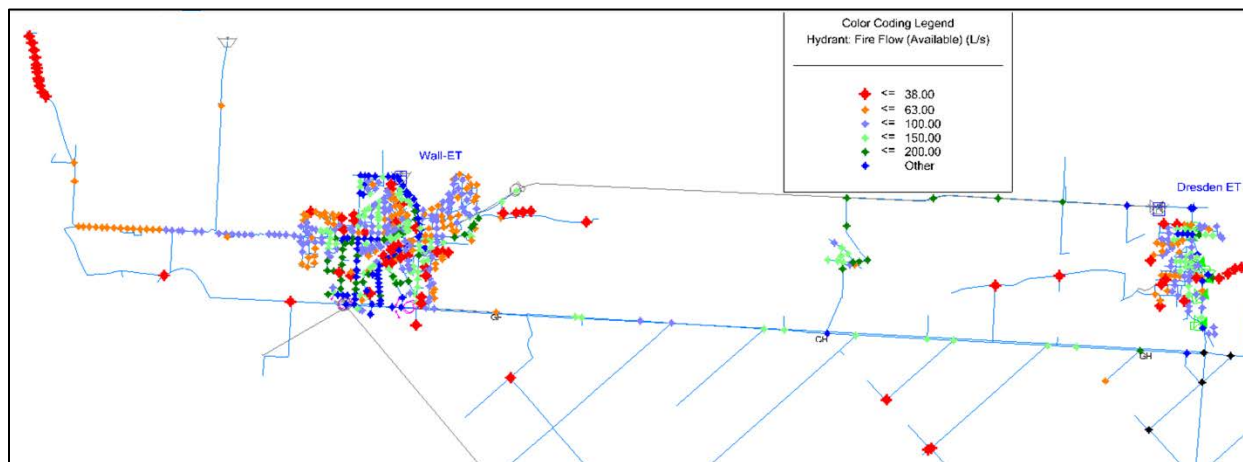 Color Coding Legend
Hydrant: Fire Flow (Available) (L/s)
<= 38.00
<= 63.00
<= 100.00
<= 150.00
<= 200.00
Other
Wall-ET
Dresden ET
GH
GH